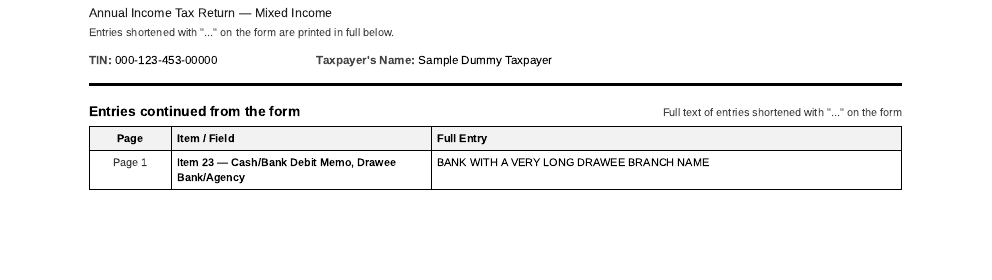 Annual Income Tax Return — Mixed Income
Entries shortened with "..." on the form are printed in full below.
TIN: 000-123-453-00000 Taxpayer's Name: Sample Dummy Taxpayer
Entries continued from the form Full text of entries shortened with "..." on the form
Page Item / Field Full Entry
Page 1 Item 23 — Cash/Bank Debit Memo, Drawee BANK WITH A VERY LONG DRAWEE BRANCH NAME
Bank/Agency